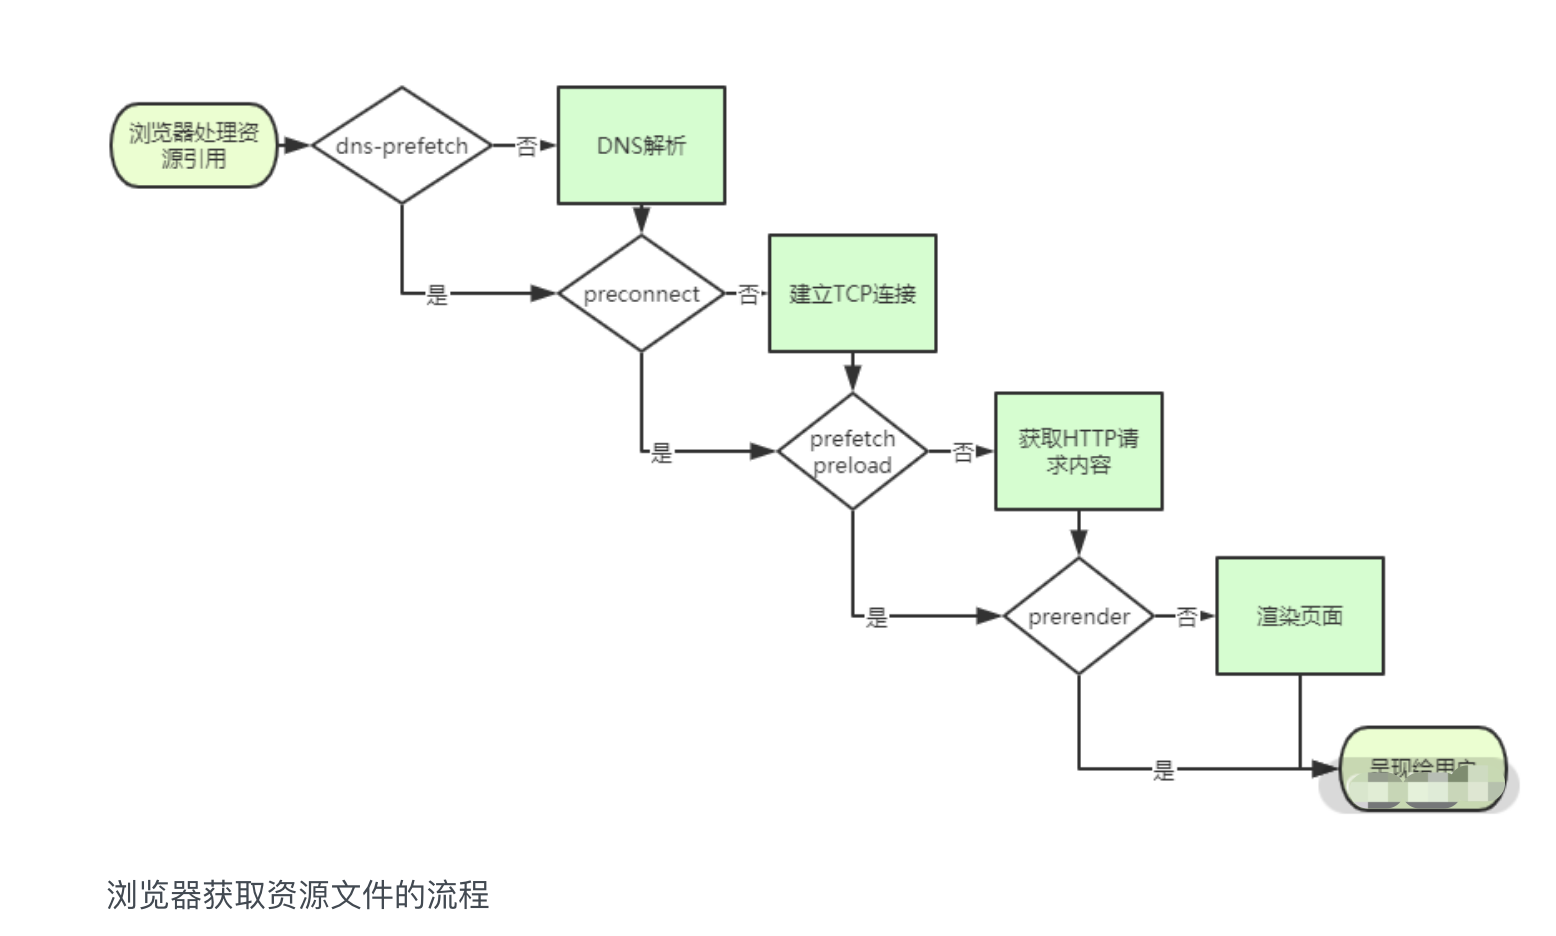 浏览器处理资
源引用
dns-prefetch
否
DNS解析
是
preconnect
否
建立TCP连接
是
prefetch
preload
否
获取HTTP请
求内容
是
prerender
否
渲染页面
是
呈现给用户
浏览器获取资源文件的流程